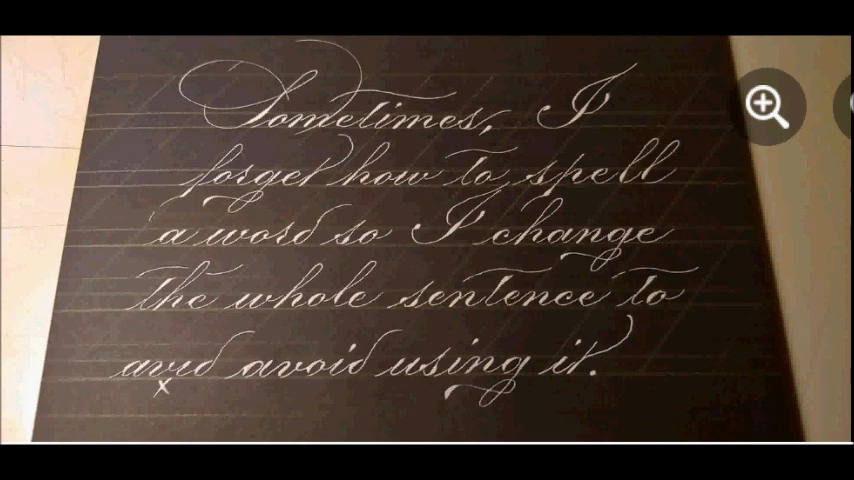 Sometimes, I
forget how to spell
a word so I change
the whole sentence to
avid avoid using it.
x